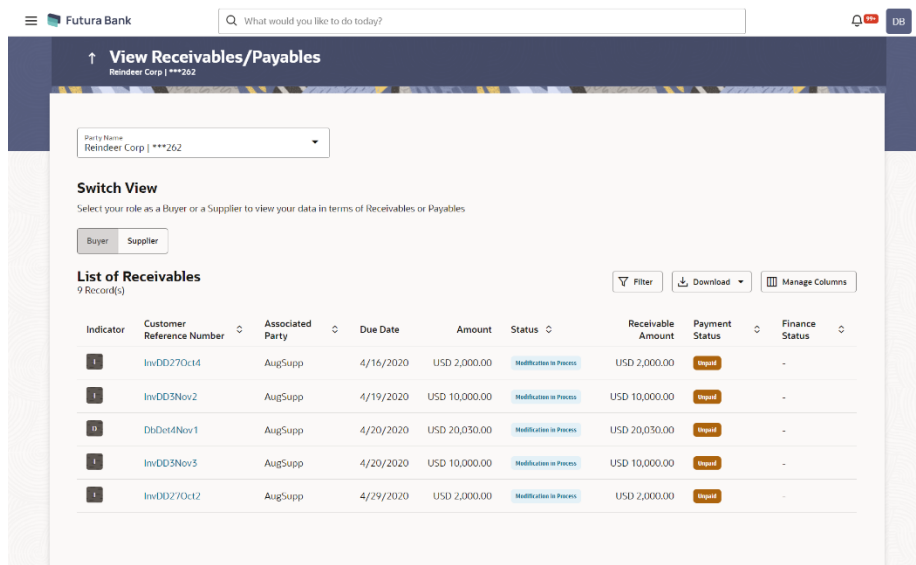 Futura Bank
What would you like to do today?
99+
DB
View Receivables/Payables
Reindeer Corp | ***262
Party Name
Reindeer Corp | ***262
Switch View
Select your role as a Buyer or a Supplier to view your data in terms of Receivables or Payables
Buyer Supplier
List of Receivables
9 Record(s)
Filter Download Manage Columns
Indicator Customer Reference Number Associated Party Due Date Amount Status Receivable Amount Payment Status Finance Status
I InvDD27Oct4 AugSupp 4/16/2020 USD 2,000.00 Modification in Process USD 2,000.00 Unpaid -
I InvDD3Nov2 AugSupp 4/19/2020 USD 10,000.00 Modification in Process USD 10,000.00 Unpaid -
D DbDet4Nov1 AugSupp 4/20/2020 USD 20,030.00 Modification in Process USD 20,030.00 Unpaid -
I InvDD3Nov3 AugSupp 4/20/2020 USD 10,000.00 Modification in Process USD 10,000.00 Unpaid -
I InvDD27Oct2 AugSupp 4/29/2020 USD 2,000.00 Modification in Process USD 2,000.00 Unpaid -